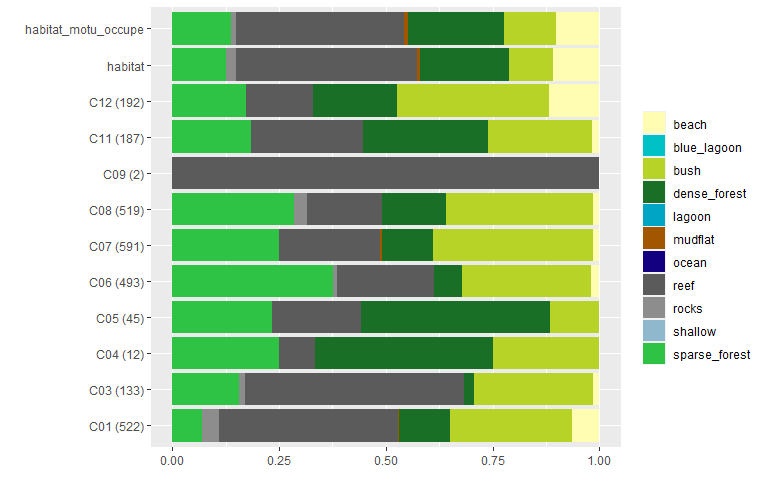 habitat_motu_occupe
habitat
C12 (192)
C11 (187)
C09 (2)
C08 (519)
C07 (591)
C06 (493)
C05 (45)
C04 (12)
C03 (133)
C01 (522)
0.00 0.25 0.50 0.75 1.00
beach
blue_lagoon
bush
dense_forest
lagoon
mudflat
ocean
reef
rocks
shallow
sparse_forest